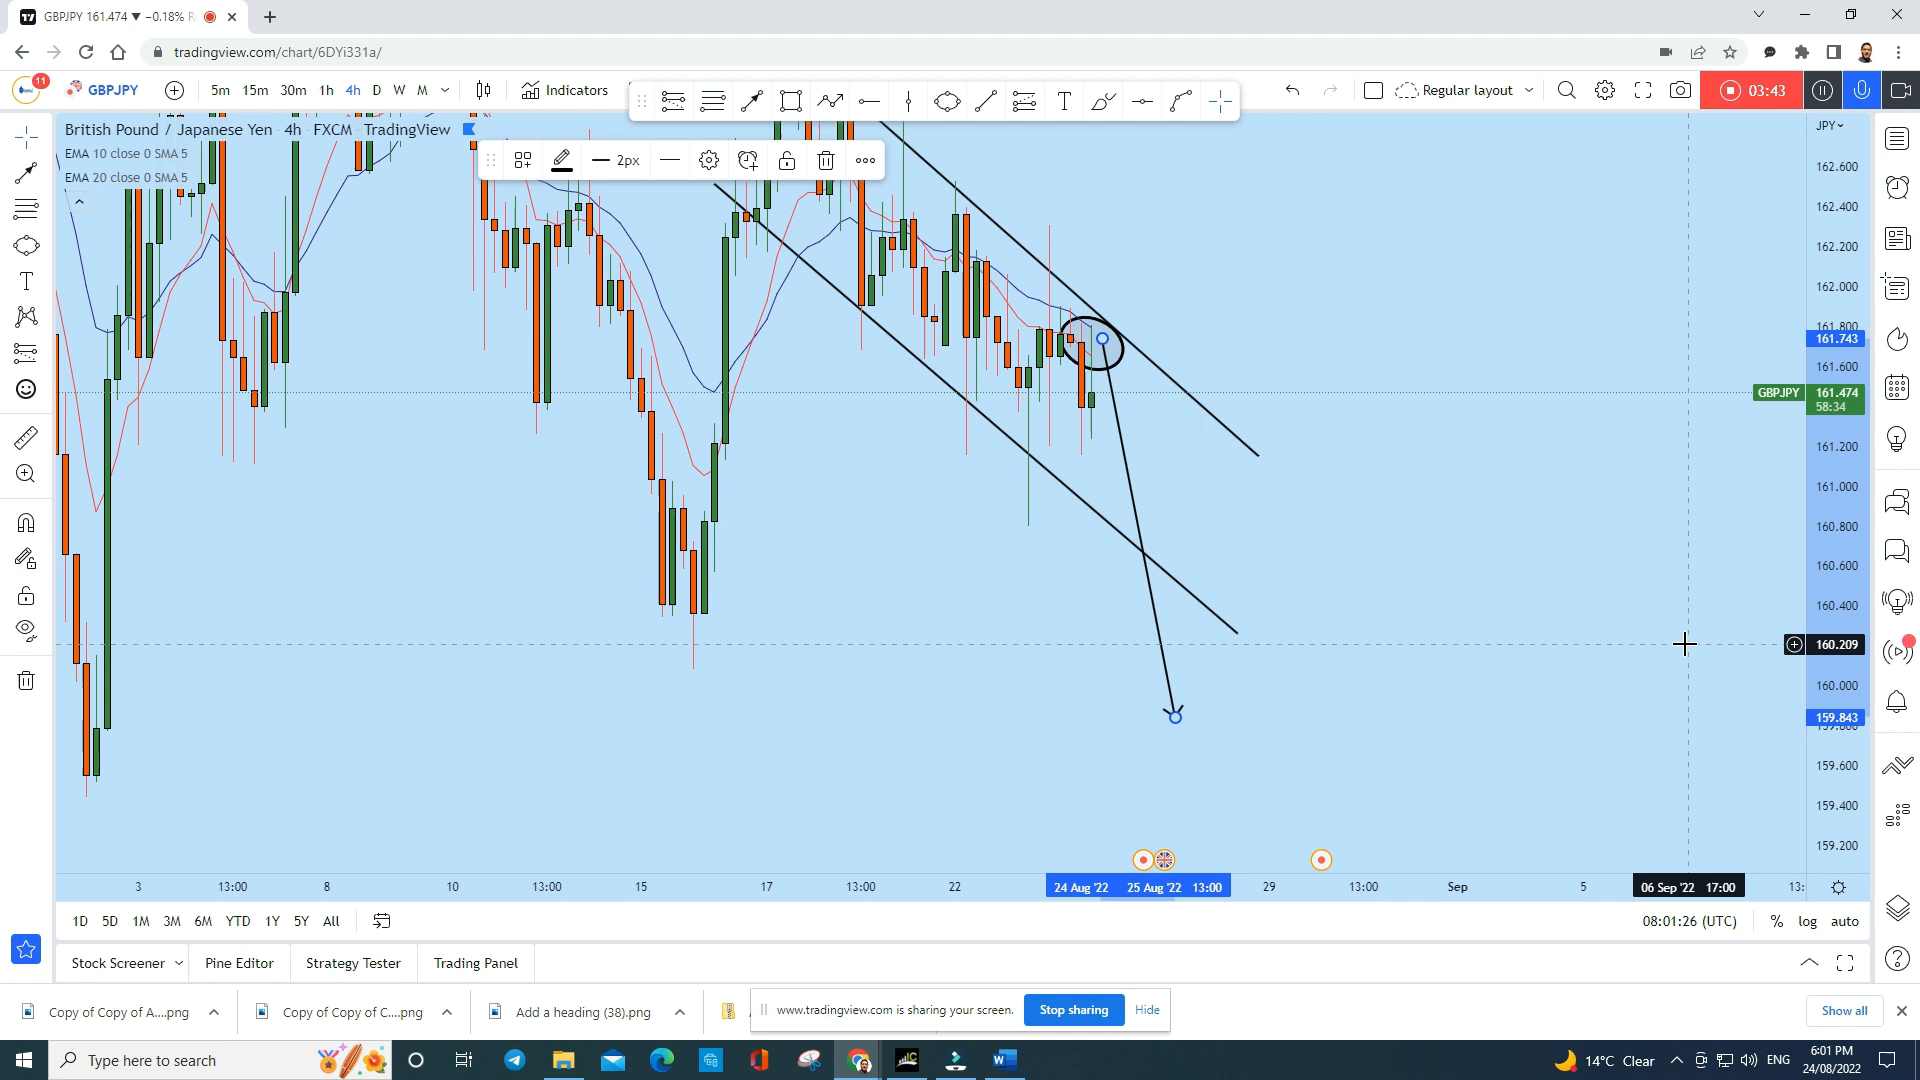 GBPJPY 161.474 ▼ −0.18%
tradingview.com/chart/6DYi331a/
11
GBPJPY
5m 15m 30m 1h 4h D W M
Indicators
Regular layout
03:43
British Pound / Japanese Yen 4h FXCM TradingView
EMA 10 close 0 SMA 5
EMA 20 close 0 SMA 5
2px
JPY
162.600
162.400
162.200
162.000
161.800
161.743
161.600
GBPJPY 161.474
58:34
161.200
161.000
160.800
160.600
160.400
160.209
160.000
159.843
159.800
159.600
159.400
159.200
3 13:00 8 10 13:00 15 17 13:00 22 24 Aug '22 25 Aug '22 13:00 29 13:00 Sep 5 06 Sep '22 17:00 13:
1D 5D 1M 3M 6M YTD 1Y 5Y All
08:01:26 (UTC) % log auto
Stock Screener Pine Editor Strategy Tester Trading Panel
Copy of Copy of A....png
Copy of Copy of C....png
Add a heading (38).png
www.tradingview.com is sharing your screen.
Stop sharing
Hide
Show all
Type here to search
14°C Clear
ENG
6:01 PM
24/08/2022